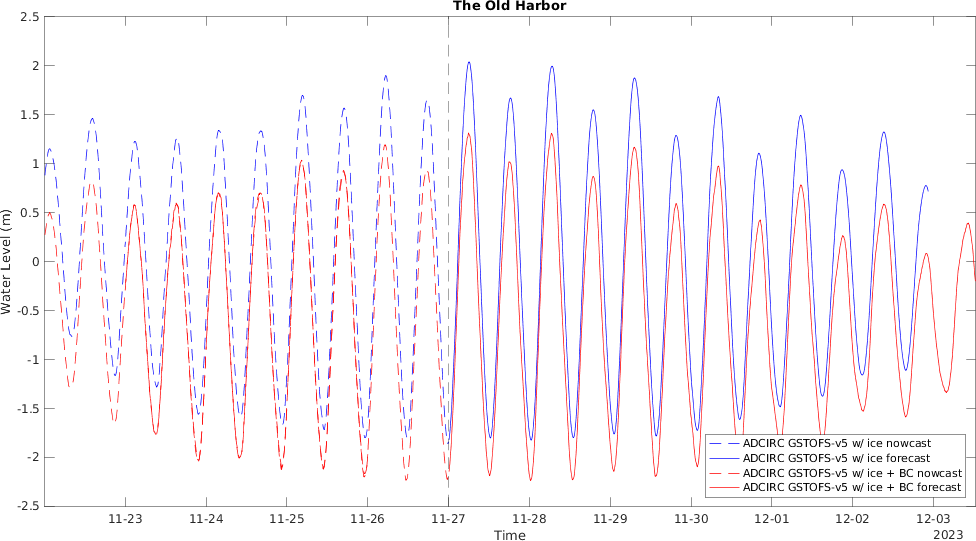 The Old Harbor
2.5
2
1.5
1
0.5
0
-0.5
-1
-1.5
-2
-2.5
Water Level (m)
ADCIRC GSTOFS-v5 w/ ice nowcast
ADCIRC GSTOFS-v5 w/ ice forecast
ADCIRC GSTOFS-v5 w/ ice + BC nowcast
ADCIRC GSTOFS-v5 w/ ice + BC forecast
11-23 11-24 11-25 11-26 11-27 11-28 11-29 11-30 12-01 12-02 12-03
Time
2023